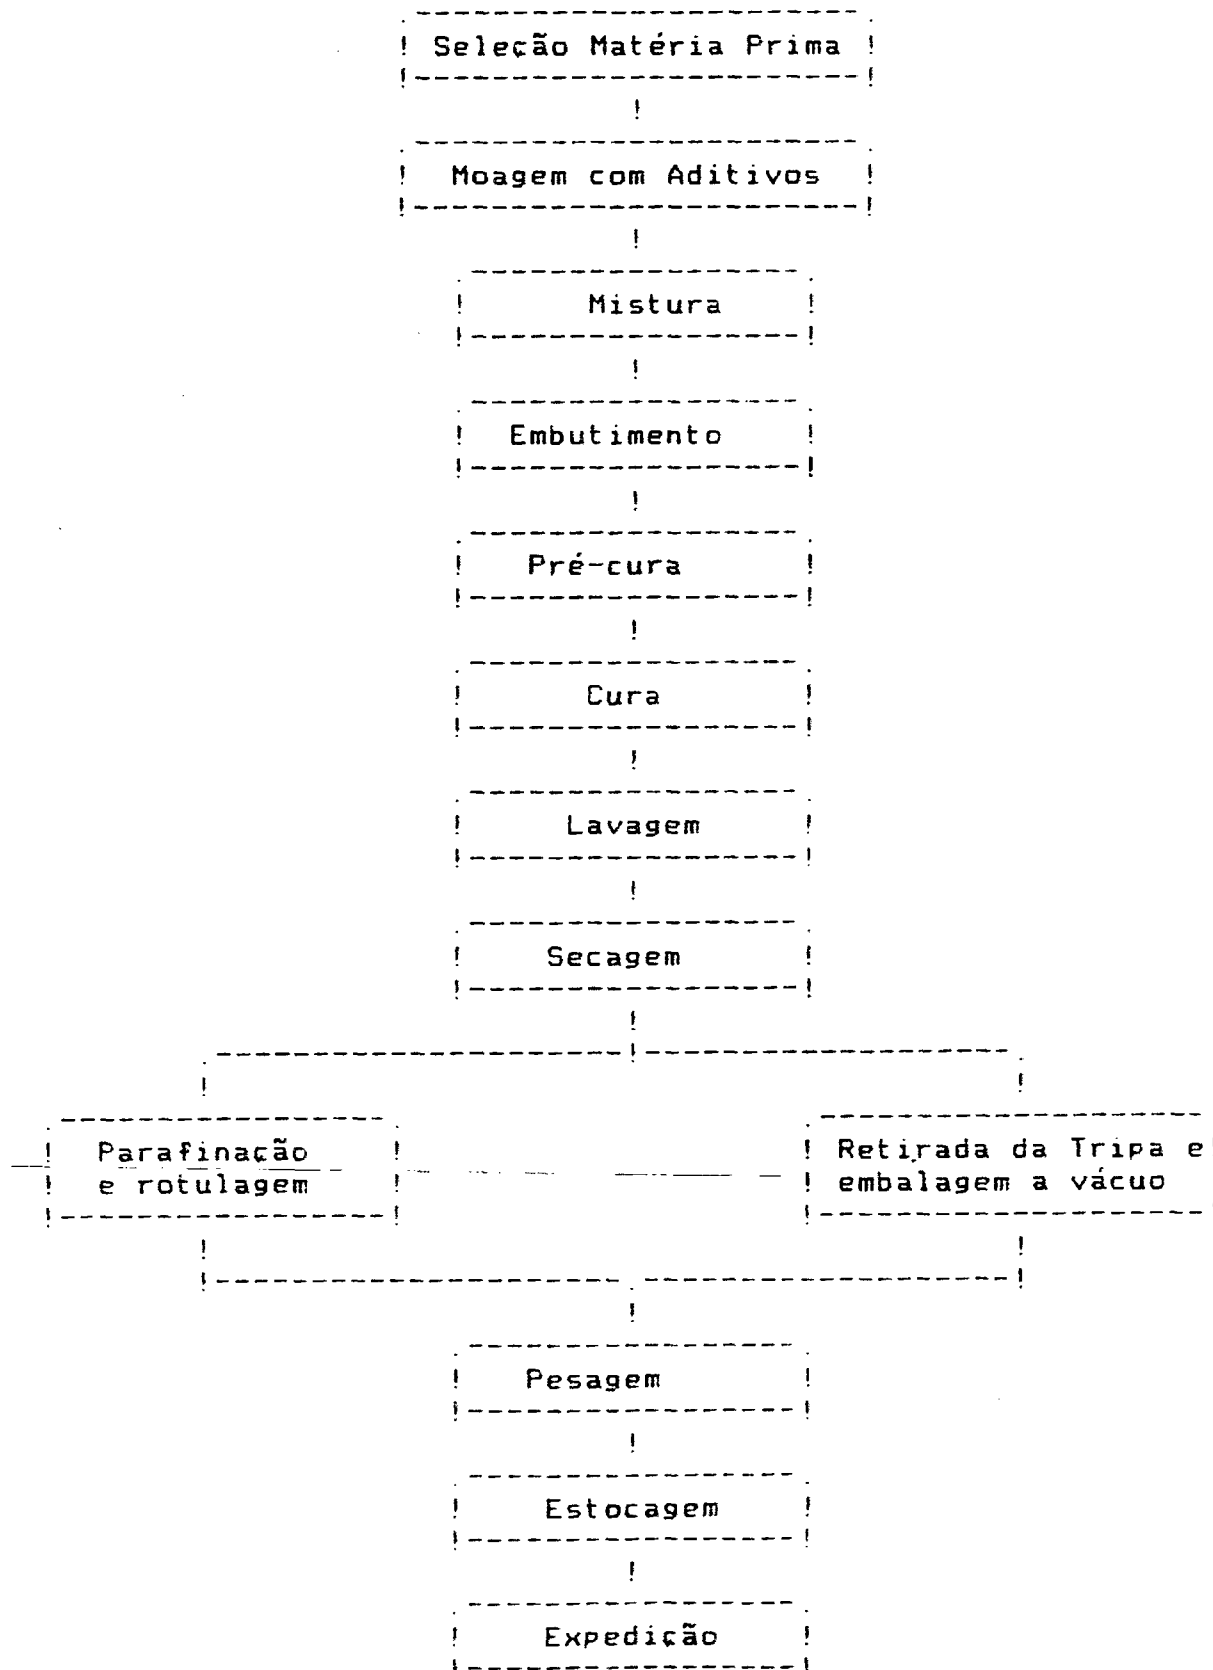 Seleção Matéria Prima
Moagem com Aditivos
Mistura
Embutimento
Pré-cura
Cura
Lavagem
Secagem
Parafinação
e rotulagem
Retirada da Tripa e
embalagem a vácuo
Pesagem
Estocagem
Expedição